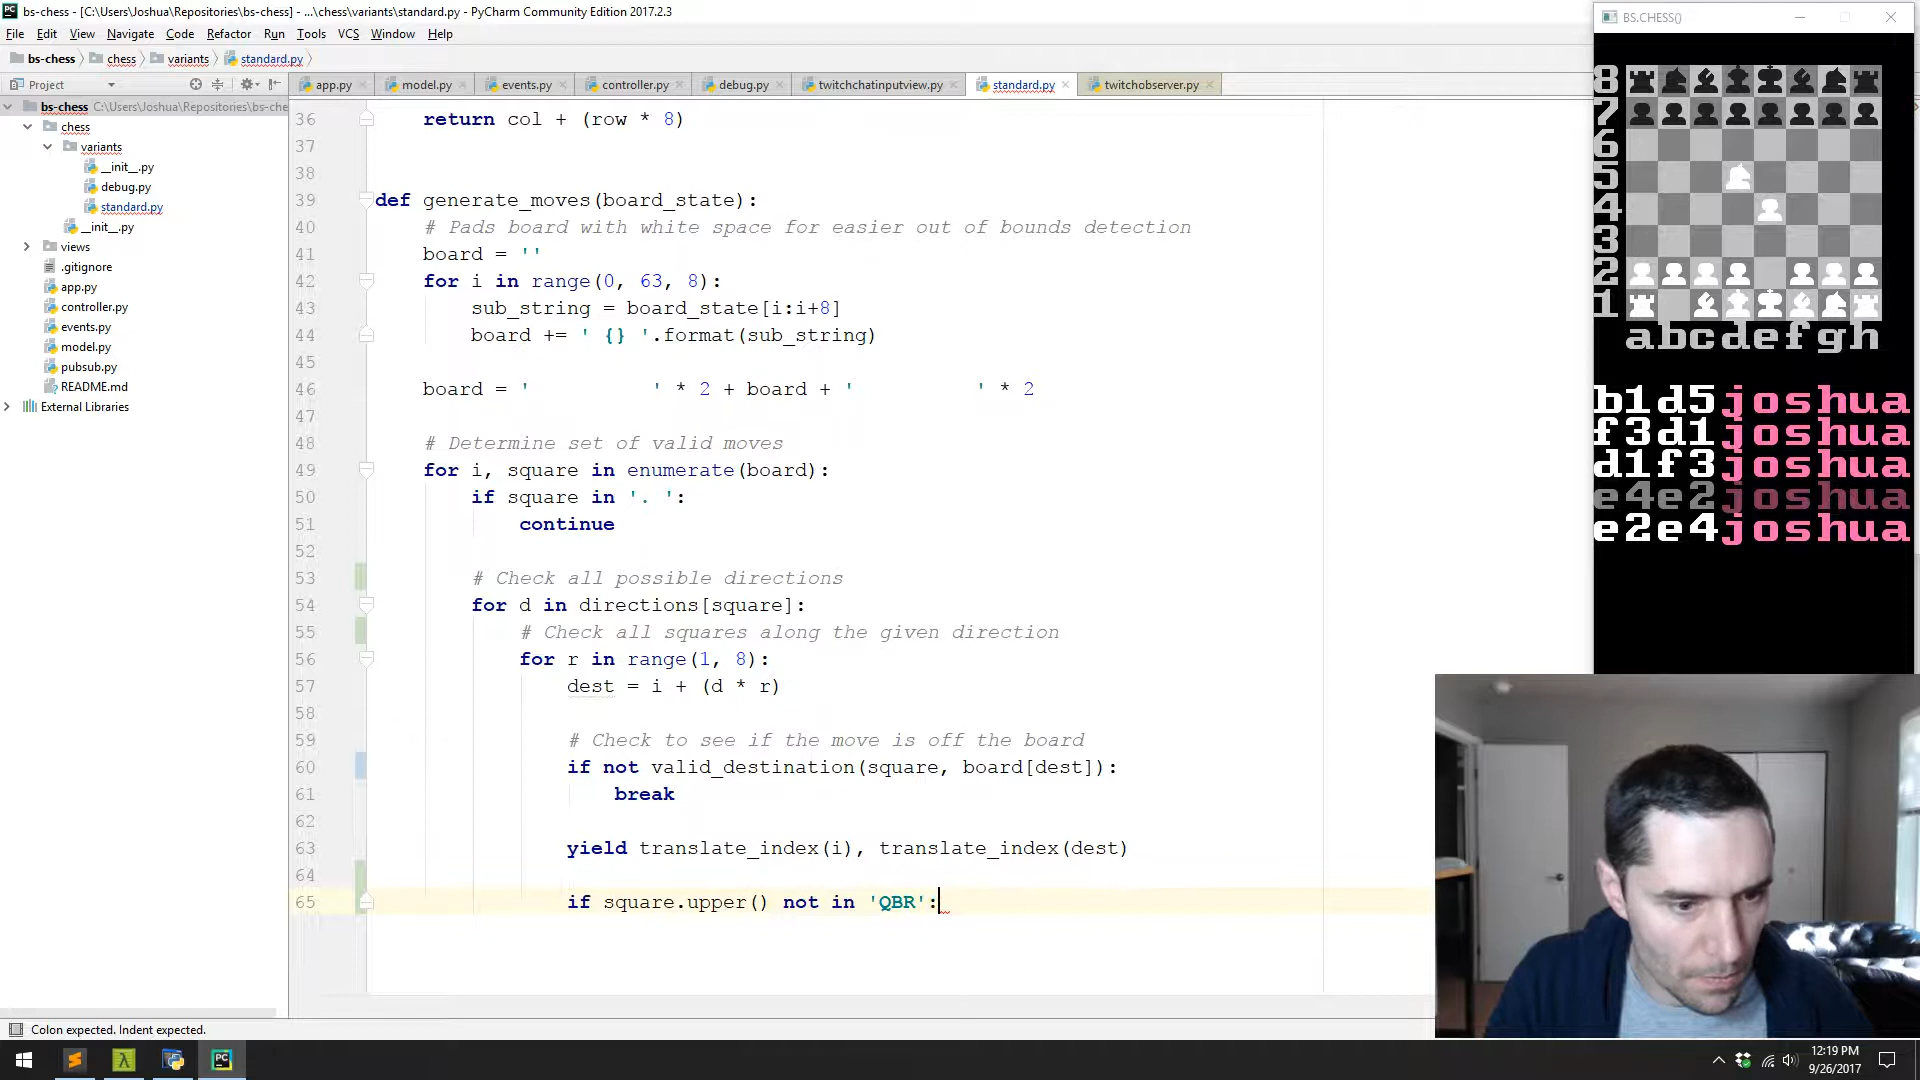 bs-chess - [C:\Users\Joshua\Repositories\bs-chess] - ...\chess\variants\standard.py - PyCharm Community Edition 2017.2.3
File Edit View Navigate Code Refactor Run Tools VCS Window Help
bs-chess chess variants standard.py
Project
app.py model.py events.py controller.py debug.py twitchchatinputview.py standard.py twitchobserver.py
bs-chess C:\Users\Joshua\Repositories\bs-che
chess
variants
__init__.py
debug.py
standard.py
__init__.py
views
.gitignore
app.py
controller.py
events.py
model.py
pubsub.py
README.md
External Libraries
36 return col + (row * 8)
37
38
39 def generate_moves(board_state):
40 # Pads board with white space for easier out of bounds detection
41 board = ''
42 for i in range(0, 63, 8):
43 sub_string = board_state[i:i+8]
44 board += ' {} '.format(sub_string)
45
46 board = '          ' * 2 + board + '          ' * 2
47
48 # Determine set of valid moves
49 for i, square in enumerate(board):
50 if square in '. ':
51 continue
52
53 # Check all possible directions
54 for d in directions[square]:
55 # Check all squares along the given direction
56 for r in range(1, 8):
57 dest = i + (d * r)
58
59 # Check to see if the move is off the board
60 if not valid_destination(square, board[dest]):
61 break
62
63 yield translate_index(i), translate_index(dest)
64
65 if square.upper() not in 'QBR':
BS.CHESS()
8
7
6
5
4
3
2
1
abcdefgh
b1d5joshua
f3d1joshua
d1f3joshua
e4e2joshua
e2e4joshua
Colon expected. Indent expected.
PC
12:19 PM
9/26/2017